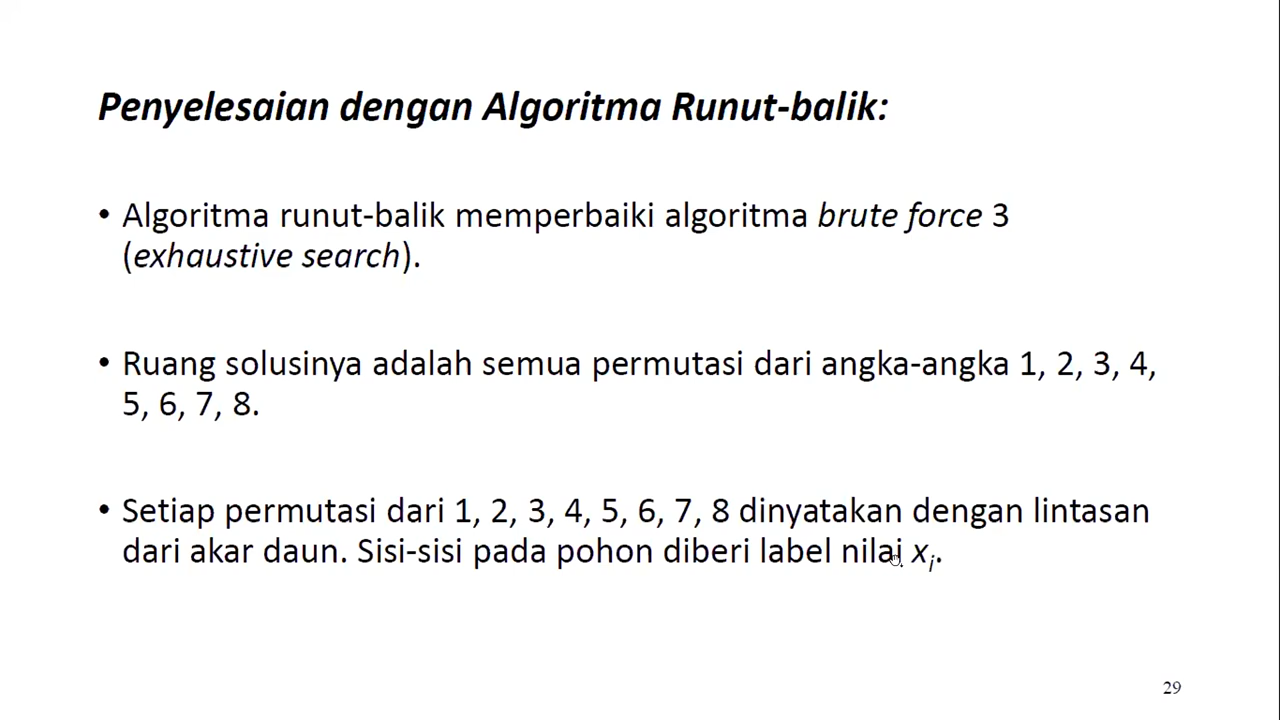 Penyelesaian dengan Algoritma Runut-balik:
• Algoritma runut-balik memperbaiki algoritma brute force 3
(exhaustive search).
• Ruang solusinya adalah semua permutasi dari angka-angka 1, 2, 3, 4,
5, 6, 7, 8.
• Setiap permutasi dari 1, 2, 3, 4, 5, 6, 7, 8 dinyatakan dengan lintasan
dari akar daun. Sisi-sisi pada pohon diberi label nilai xi.
29